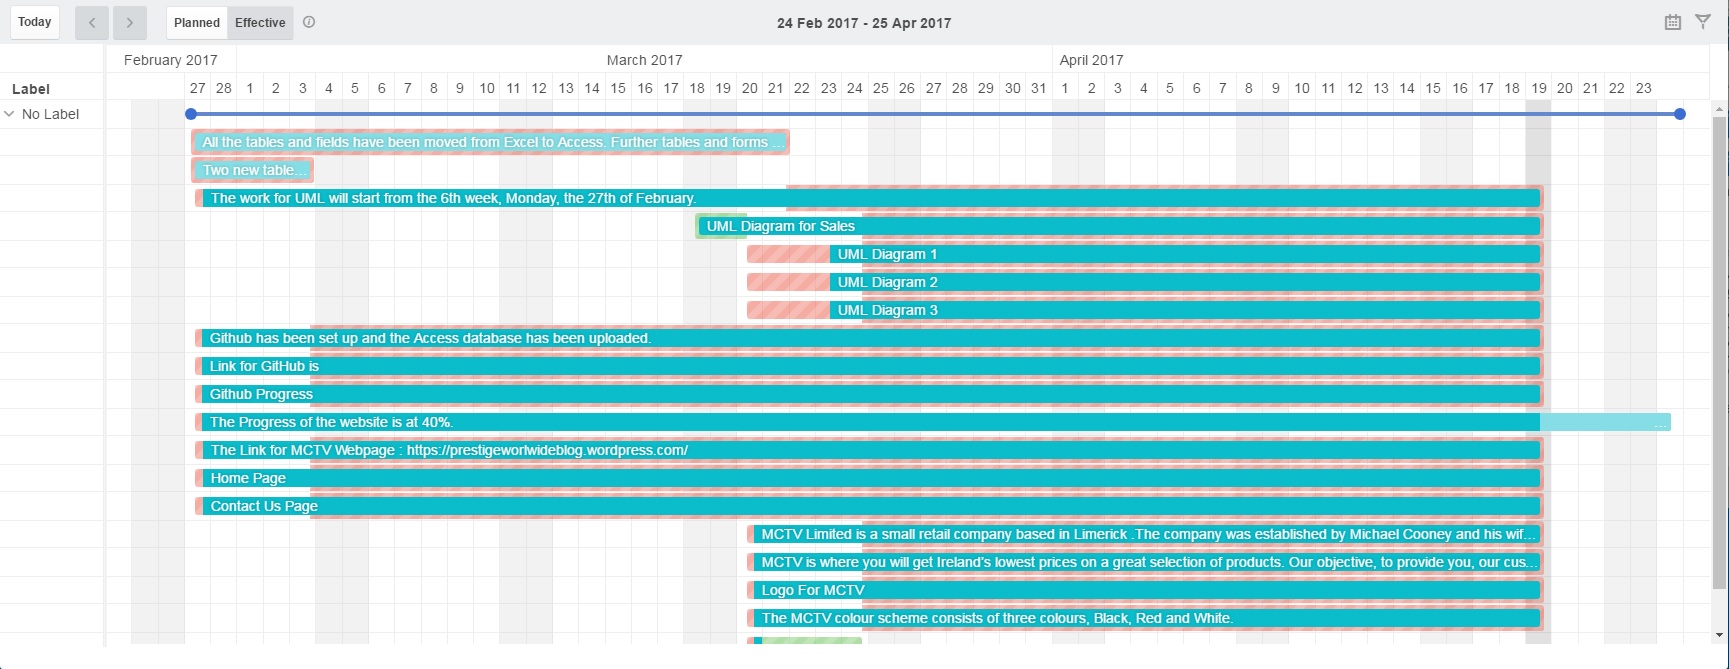 Today
Planned Effective
24 Feb 2017 - 25 Apr 2017
February 2017 March 2017 April 2017
Label
27 28 1 2 3 4 5 6 7 8 9 10 11 12 13 14 15 16 17 18 19 20 21 22 23 24 25 26 27 28 29 30 31 1 2 3 4 5 6 7 8 9 10 11 12 13 14 15 16 17 18 19 20 21 22 23
No Label
All the tables and fields have been moved from Excel to Access. Further tables and forms ...
Two new table...
The work for UML will start from the 6th week, Monday, the 27th of February.
UML Diagram for Sales
UML Diagram 1
UML Diagram 2
UML Diagram 3
Github has been set up and the Access database has been uploaded.
Link for GitHub is
Github Progress
The Progress of the website is at 40%. ...
The Link for MCTV Webpage : https://prestigeworlwideblog.wordpress.com/
Home Page
Contact Us Page
MCTV Limited is a small retail company based in Limerick .The company was established by Michael Cooney and his wif...
MCTV is where you will get Ireland's lowest prices on a great selection of products. Our objective, to provide you, our cus...
Logo For MCTV
The MCTV colour scheme consists of three colours, Black, Red and White.